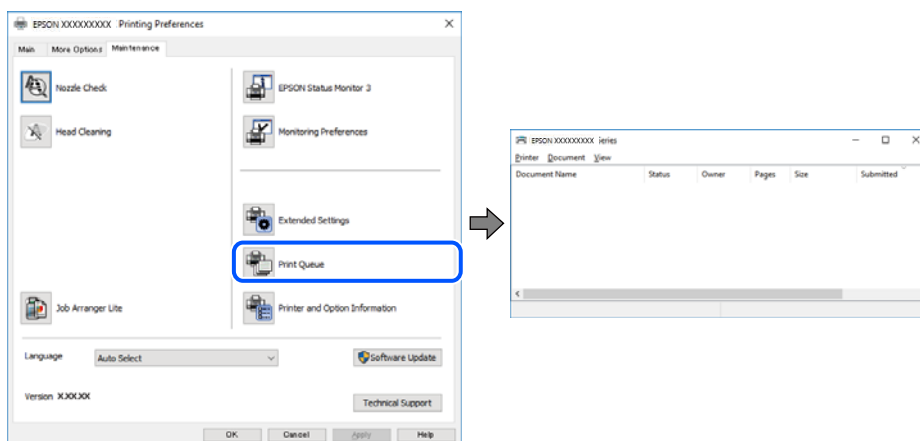 EPSON XXXXXXXXX Printing Preferences
Main More Options Maintenance
Nozzle Check
EPSON Status Monitor 3
Head Cleaning
Monitoring Preferences
Extended Settings
Print Queue
Job Arranger Lite
Printer and Option Information
Language Auto Select Software Update
Version X.XX.XX
Technical Support
OK Cancel Apply Help
EPSON XXXXXXXXX ieries
Printer Document View
Document Name Status Owner Pages Size Submitted